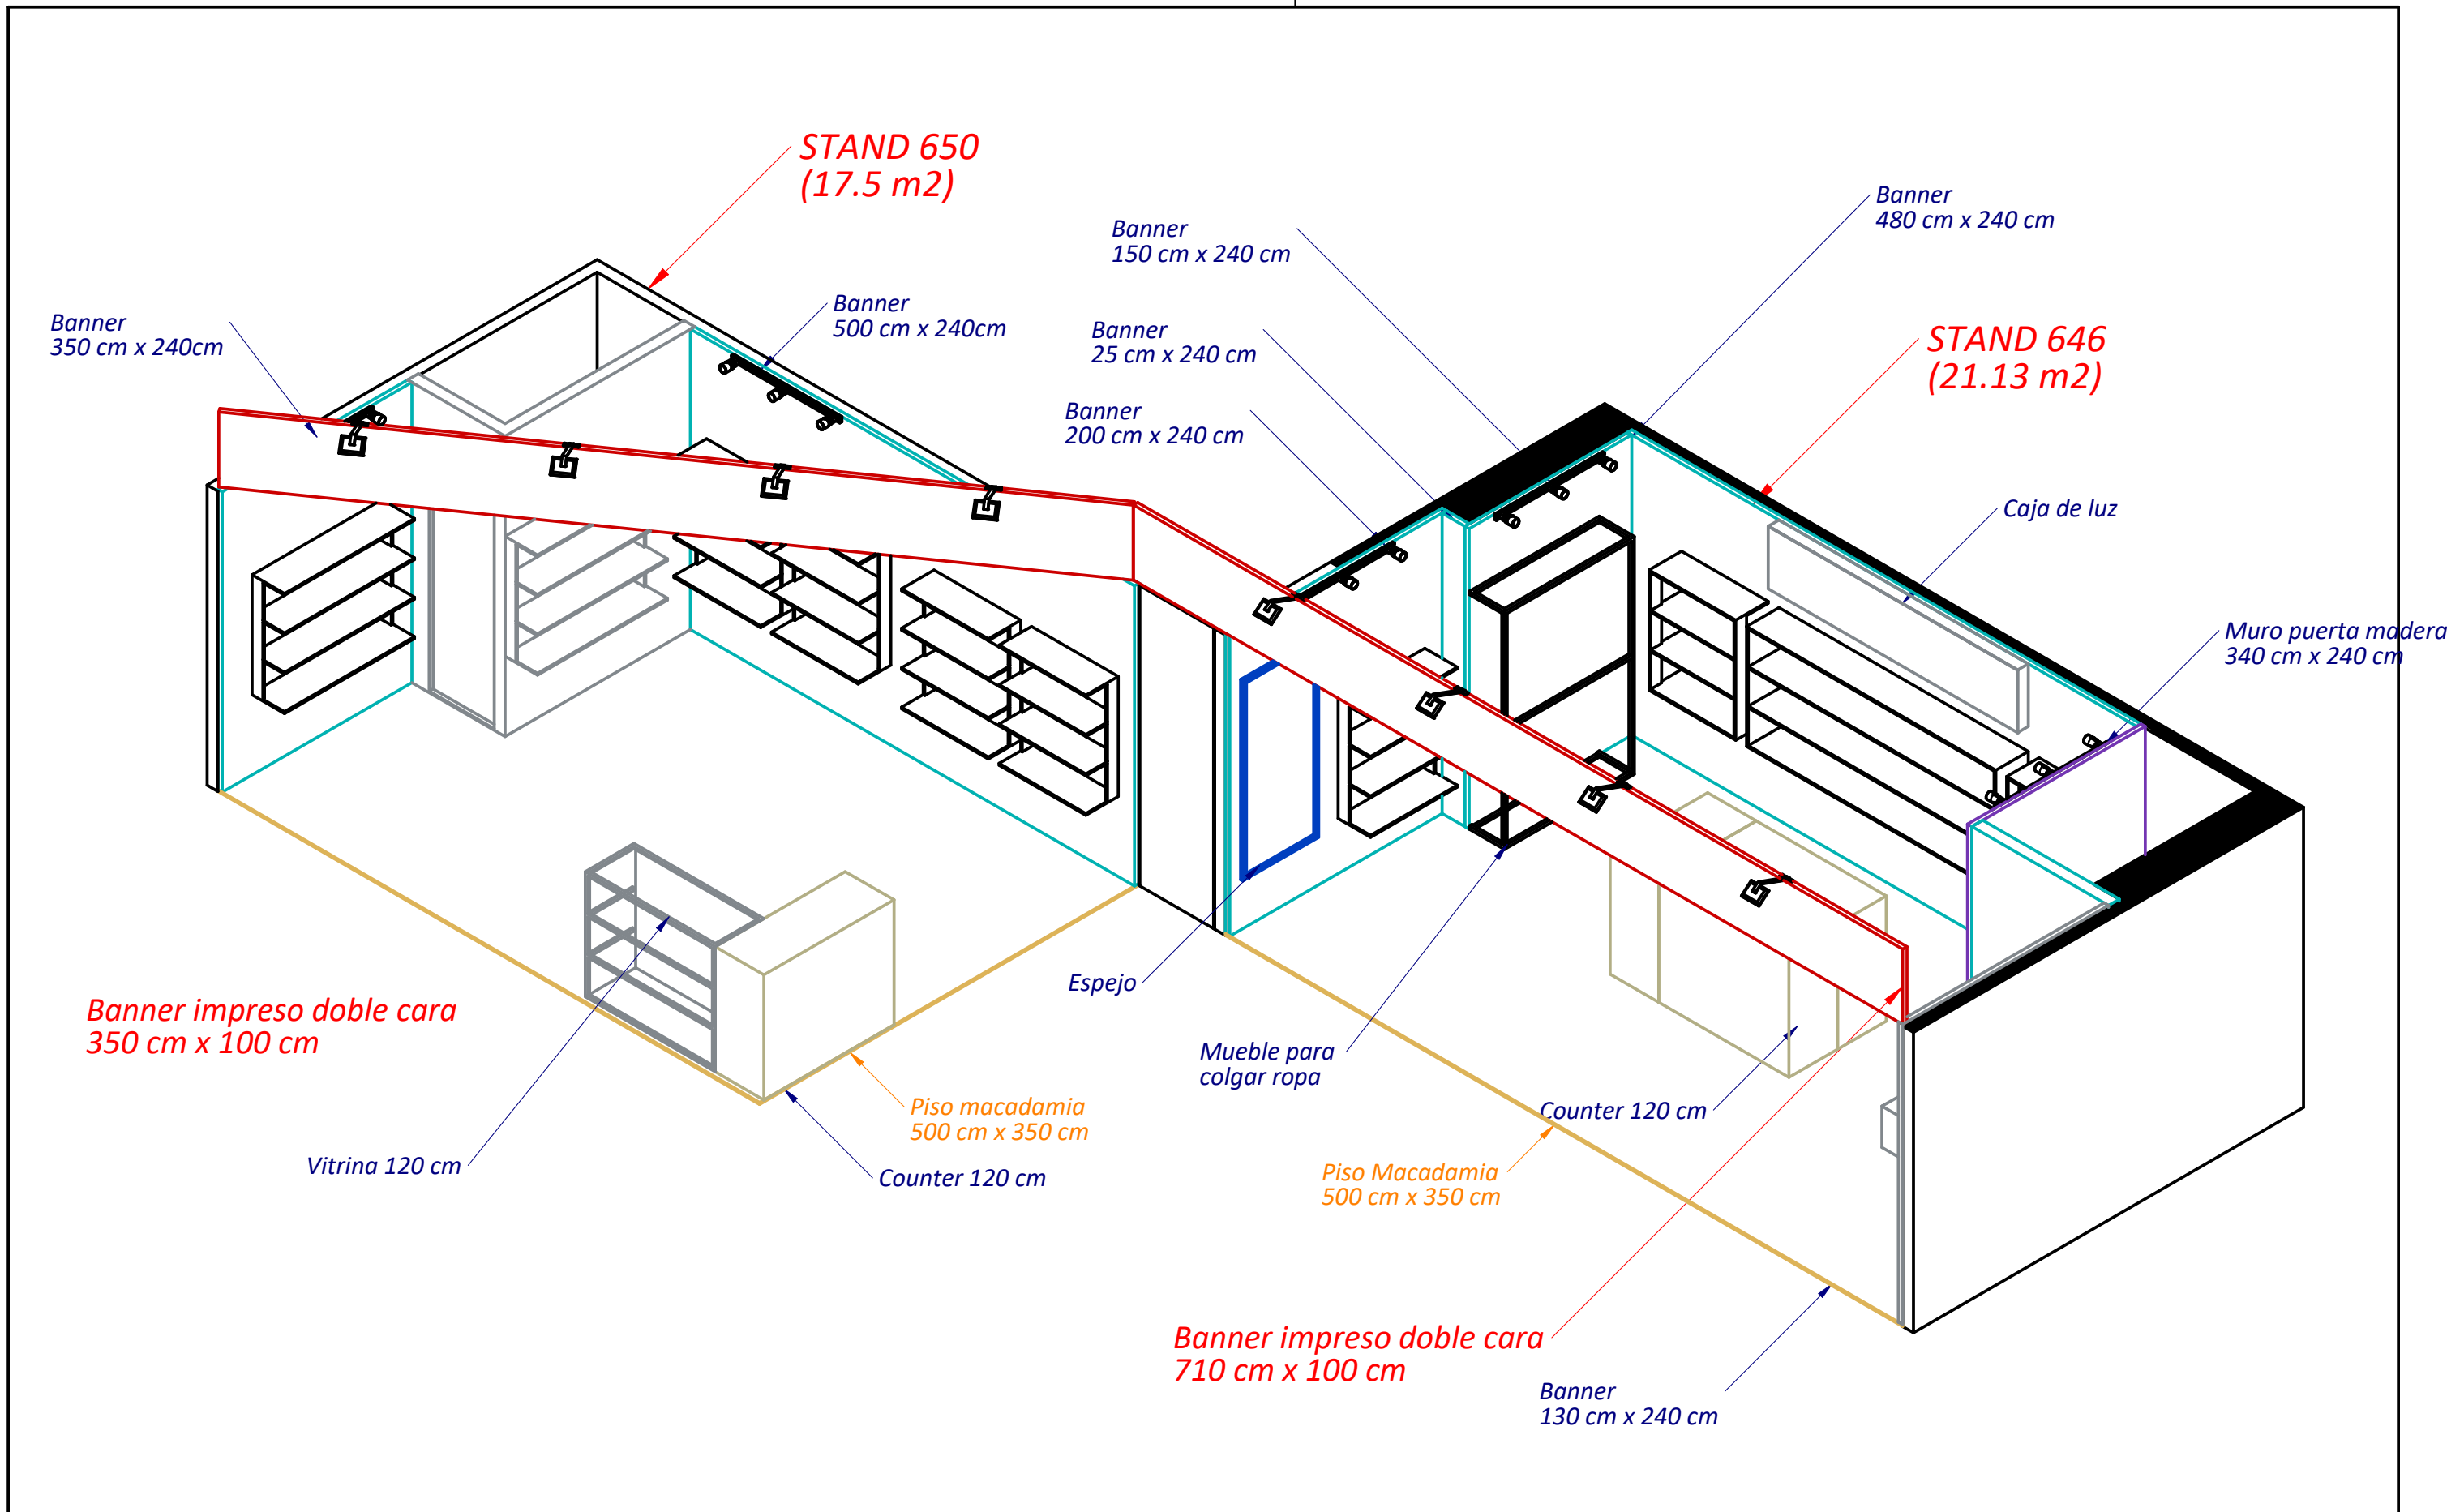 STAND 650
(17.5 m2)
Banner
480 cm x 240 cm
Banner
150 cm x 240 cm
Banner
500 cm x 240cm
Banner
350 cm x 240cm
Banner
25 cm x 240 cm
STAND 646
(21.13 m2)
Banner
200 cm x 240 cm
Caja de luz
Muro puerta madera
340 cm x 240 cm
Espejo
Banner impreso doble cara
350 cm x 100 cm
Mueble para
colgar ropa
Piso macadamia
500 cm x 350 cm
Counter 120 cm
Vitrina 120 cm
Counter 120 cm
Piso Macadamia
500 cm x 350 cm
Banner impreso doble cara
710 cm x 100 cm
Banner
130 cm x 240 cm